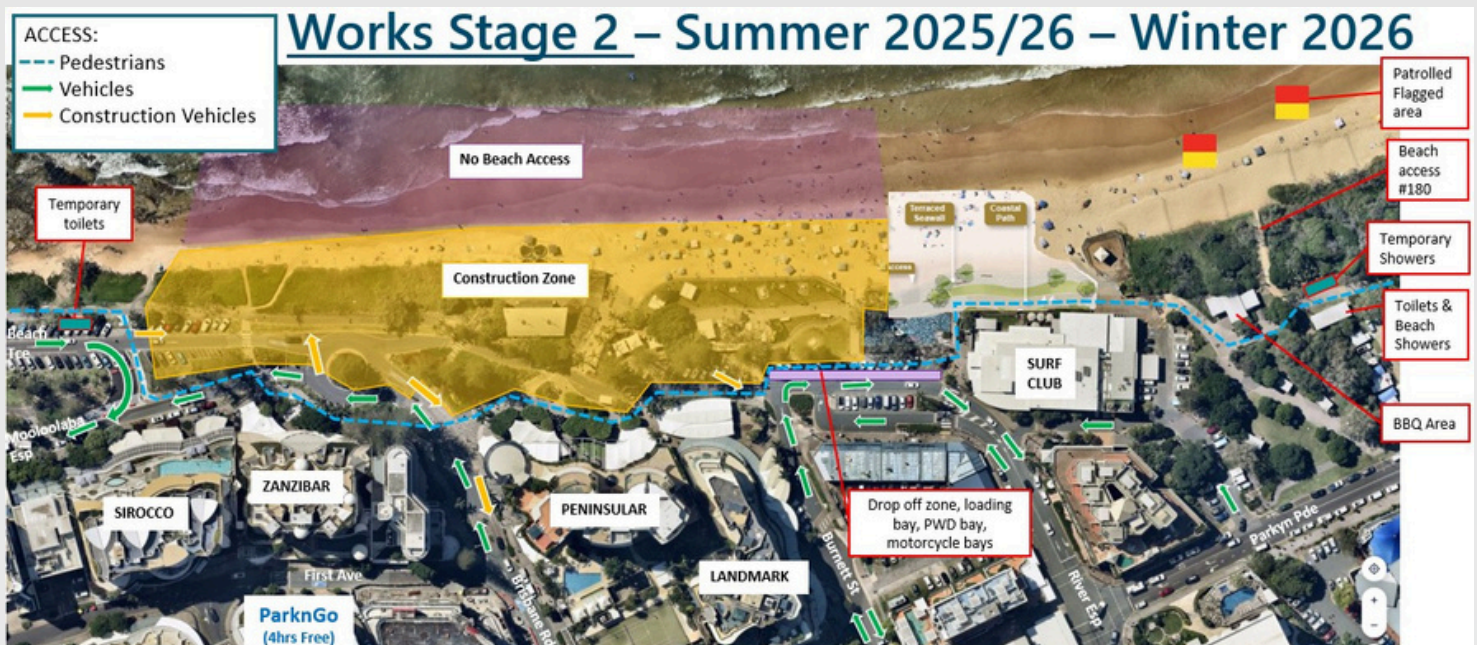 Works Stage 2 – Summer 2025/26 – Winter 2026
ACCESS:
Pedestrians
Vehicles
Construction Vehicles
Patrolled
Flagged
area
No Beach Access
Beach
access
#180
Temporary
toilets
Terraced
Seawall
Coastal
Path
Temporary
Showers
Construction Zone
access
Toilets &
Beach
Showers
Beach
Tce
SURF
CLUB
BBQ Area
Mooloolaba
Esp
ZANZIBAR
SIROCCO
PENINSULAR
Drop off zone, loading
bay, PWD bay,
motorcycle bays
LANDMARK
Parkyn Pde
First Ave
Brisbane Rd
Burnett St
River Esp
ParknGo
(4hrs Free)
+
−